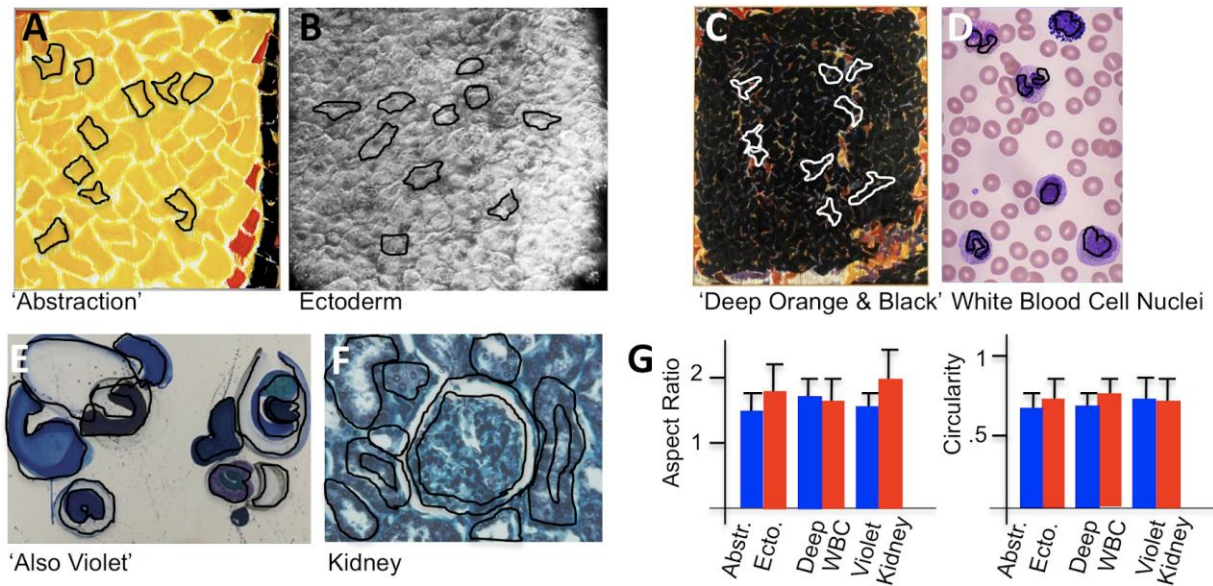 A
B
C
D
'Abstraction'
Ectoderm
'Deep Orange & Black'
White Blood Cell Nuclei
E
F
G
'Also Violet'
Kidney
Aspect Ratio
2
1
Abstr.
Ecto.
Deep
WBC
Violet
Kidney
Circularity
1
.5
Abstr.
Ecto.
Deep
WBC
Violet
Kidney